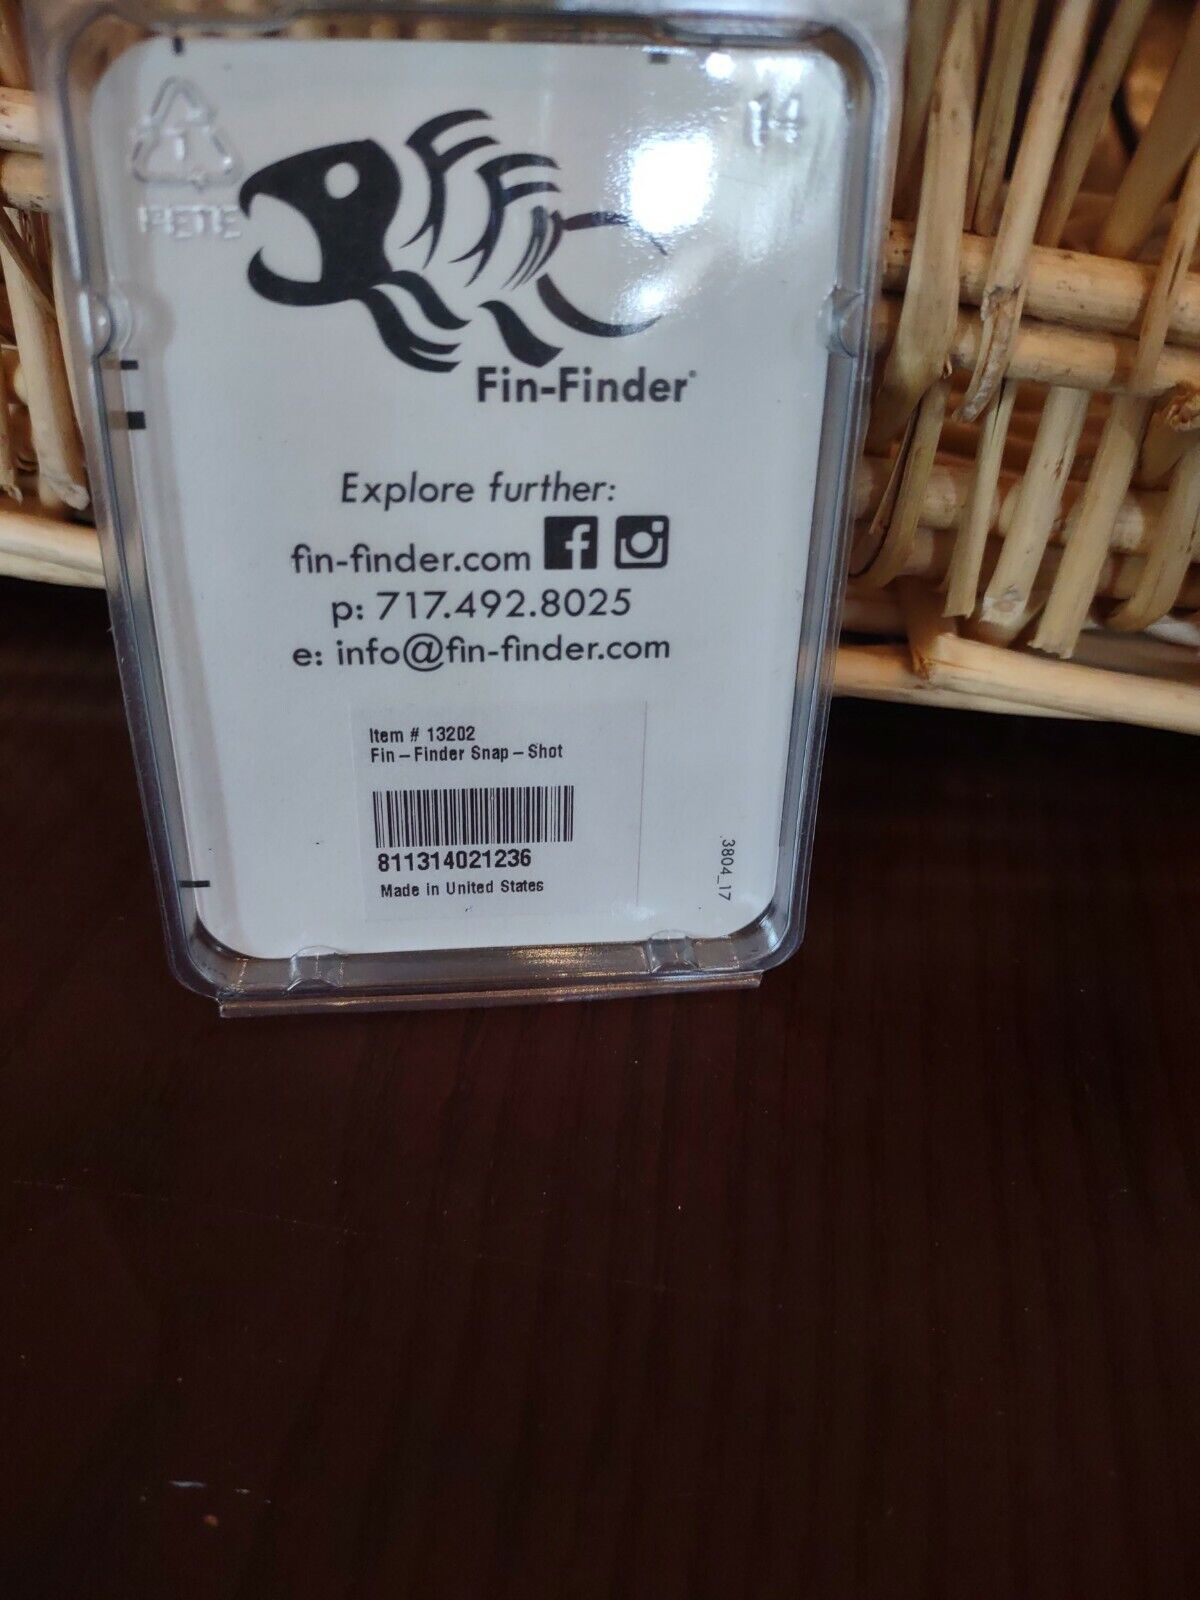 1
PETE
14
Fin-Finder®
Explore further:
fin-finder.com
p: 717.492.8025
e: info@fin-finder.com
Item # 13202
Fin-Finder Snap-Shot
811314021236
Made in United States
3804_17